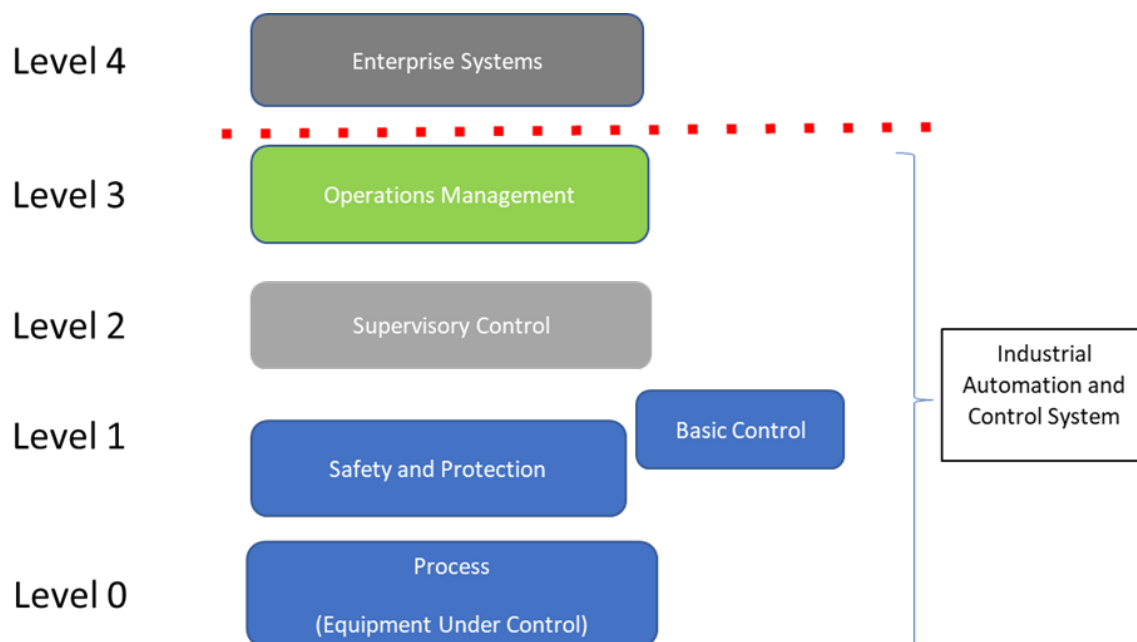 Level 4
Enterprise Systems
Level 3
Operations Management
Level 2
Supervisory Control
Industrial
Automation and
Control System
Level 1
Basic Control
Safety and Protection
Level 0
Process
(Equipment Under Control)